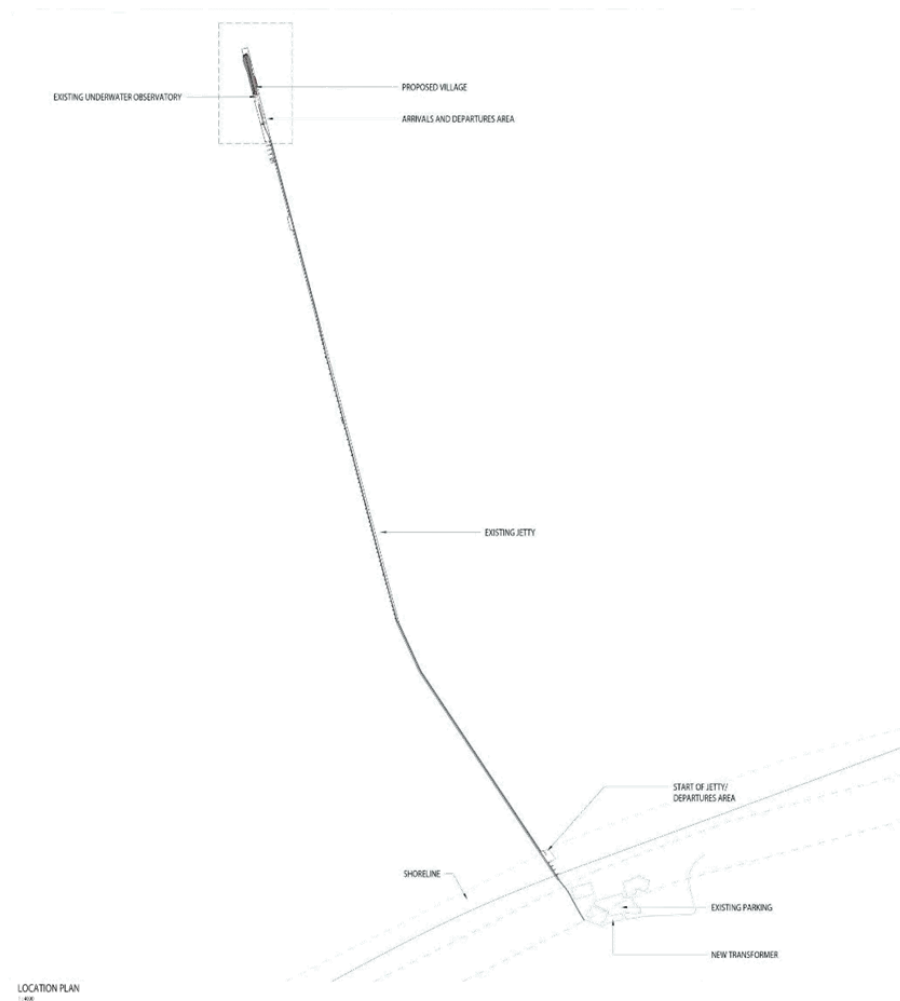 PROPOSED VILLAGE
EXISTING UNDERWATER OBSERVATORY
ARRIVALS AND DEPARTURES AREA
EXISTING JETTY
START OF JETTY/
DEPARTURES AREA
SHORELINE
EXISTING PARKING
NEW TRANSFORMER
LOCATION PLAN